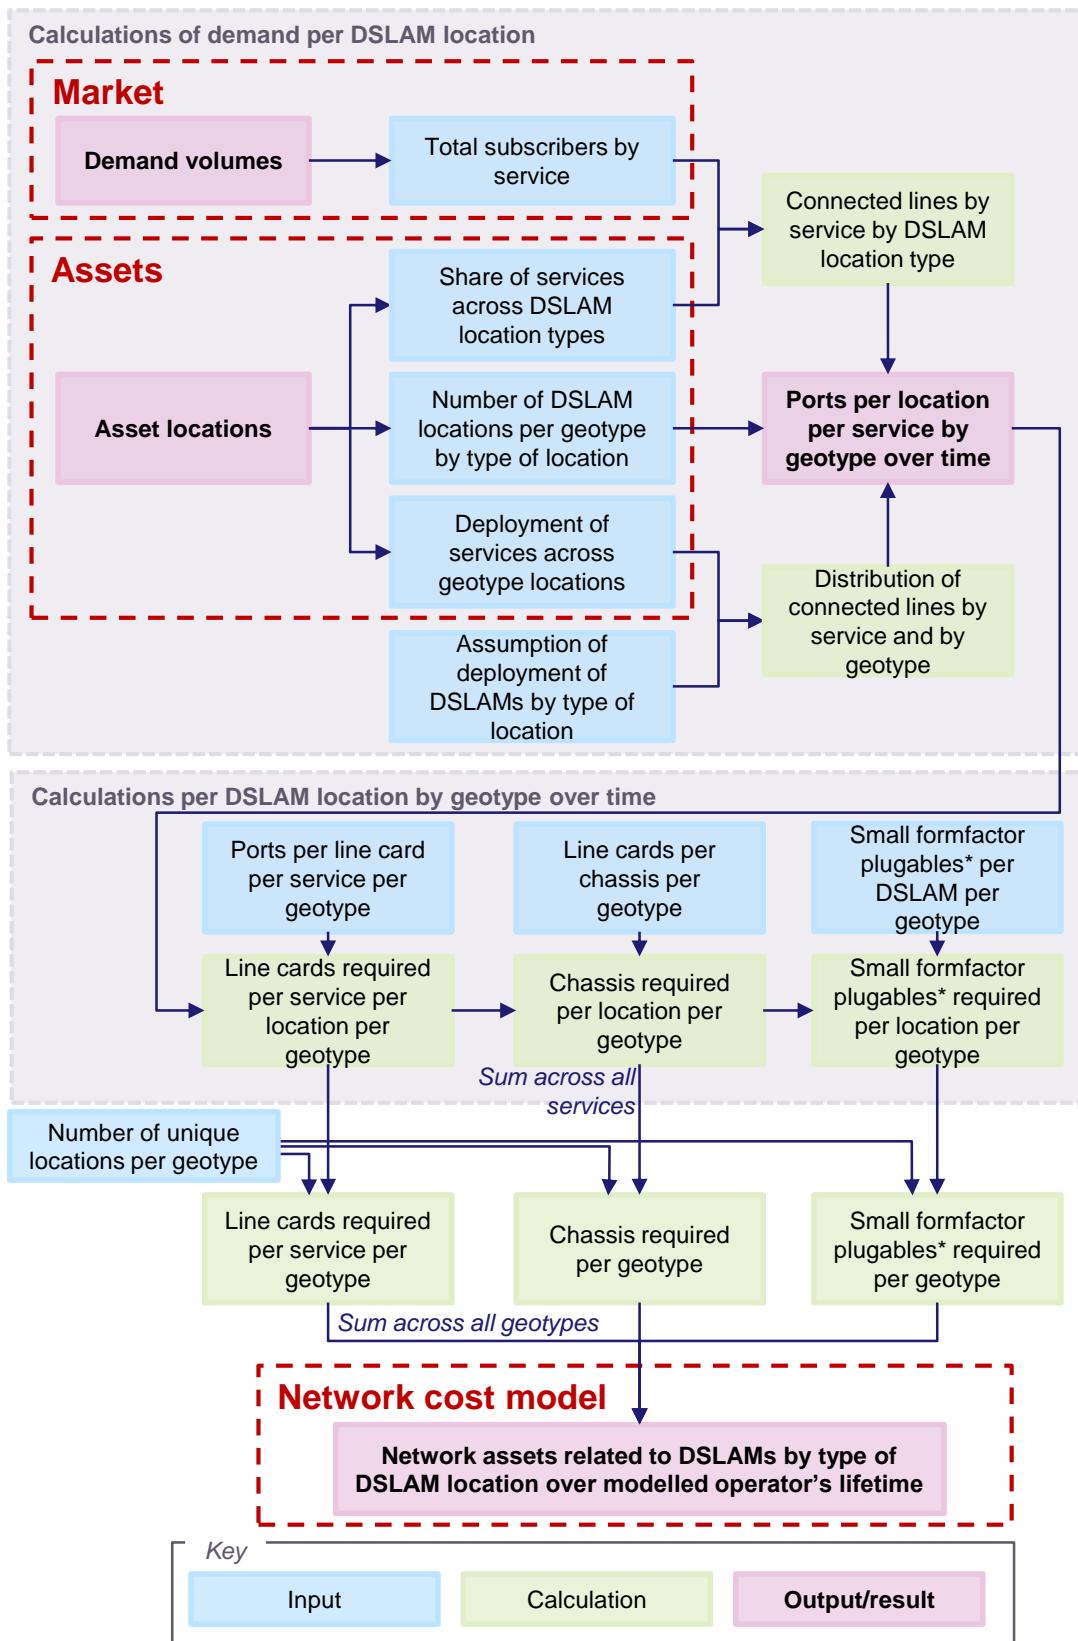 Calculations of demand per DSLAM location
Market
Demand volumes
Total subscribers by
service
Connected lines by
service by DSLAM
location type
Assets
Share of services
across DSLAM
location types
Asset locations
Number of DSLAM
locations per geotype
by type of location
Ports per location
per service by
geotype over time
Deployment of
services across
geotype locations
Distribution of
connected lines by
service and by
geotype
Assumption of
deployment of
DSLAMs by type of
location
Calculations per DSLAM location by geotype over time
Ports per line card
per service per
geotype
Line cards per
chassis per
geotype
Small formfactor
plugables* per
DSLAM per
geotype
Line cards required
per service per
location per
geotype
Chassis required
per location per
geotype
Small formfactor
plugables* required
per location per
geotype
Sum across all
services
Number of unique
locations per geotype
Line cards required
per service per
geotype
Chassis required
per geotype
Small formfactor
plugables* required
per geotype
Sum across all geotypes
Network cost model
Network assets related to DSLAMs by type of
DSLAM location over modelled operator's lifetime
Key
Input
Calculation
Output/result